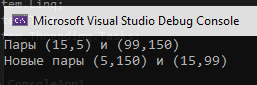 Microsoft Visual Studio Debug Console
Пары (15,5) и (99,150)
Новые пары (5,150) и (15,99)